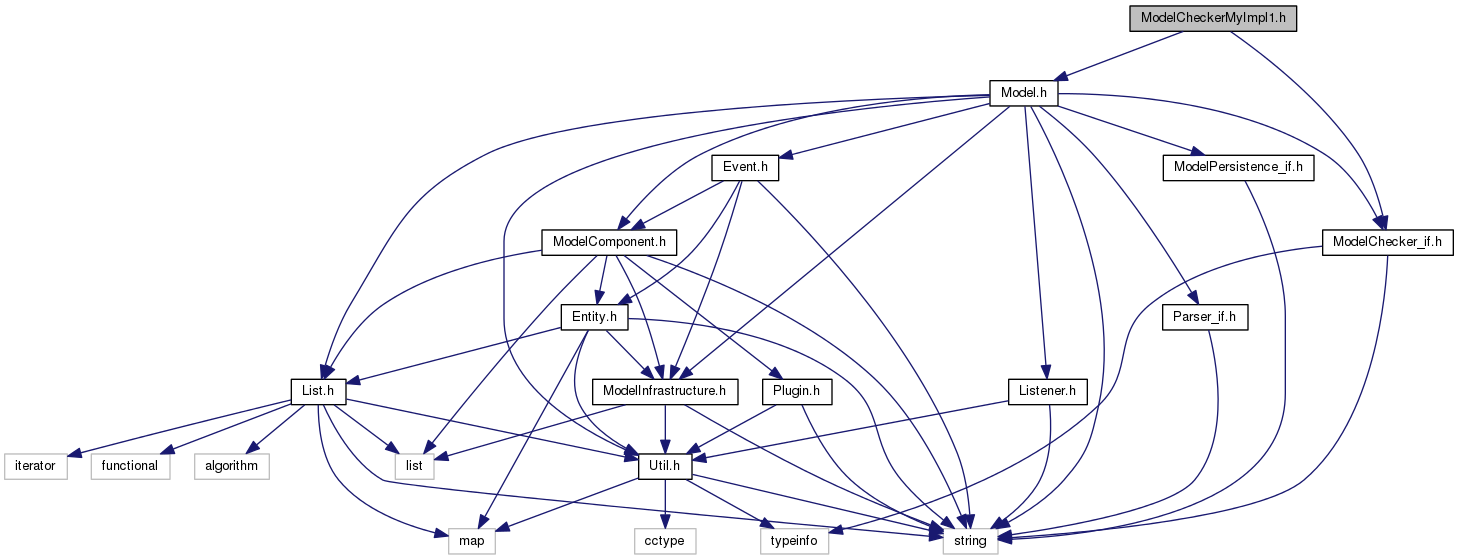 ModelCheckerMyImpl1.h
Model.h
Event.h
ModelPersistence_if.h
ModelComponent.h
ModelChecker_if.h
Entity.h
Parser_if.h
List.h
ModelInfrastructure.h
Plugin.h
Listener.h
iterator
functional
algorithm
list
Util.h
map
cctype
typeinfo
string